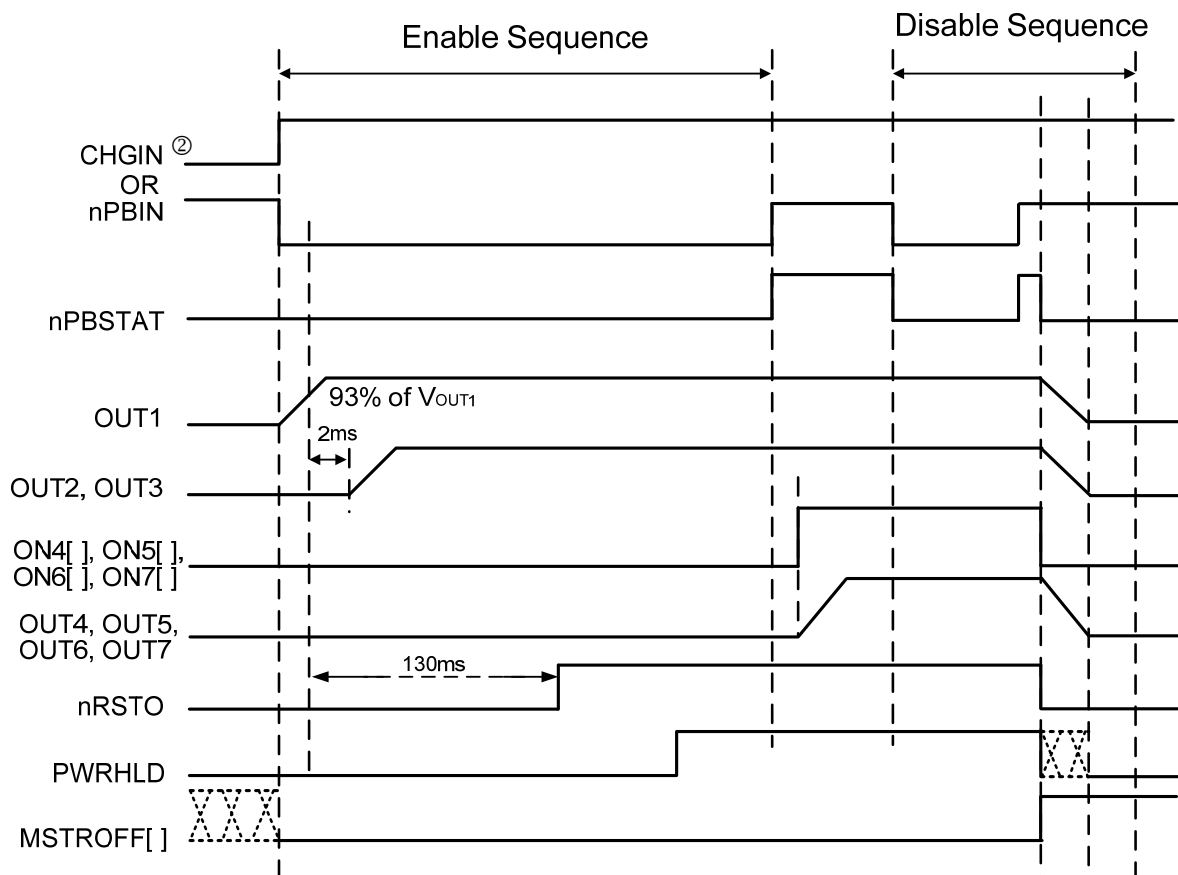 Enable Sequence
Disable Sequence
CHGIN ②
OR
nPBIN
nPBSTAT
OUT1
93% of VOUT1
2ms
OUT2, OUT3
ON4[ ], ON5[ ],
ON6[ ], ON7[ ]
OUT4, OUT5,
OUT6, OUT7
130ms
nRSTO
PWRHLD
MSTROFF[ ]